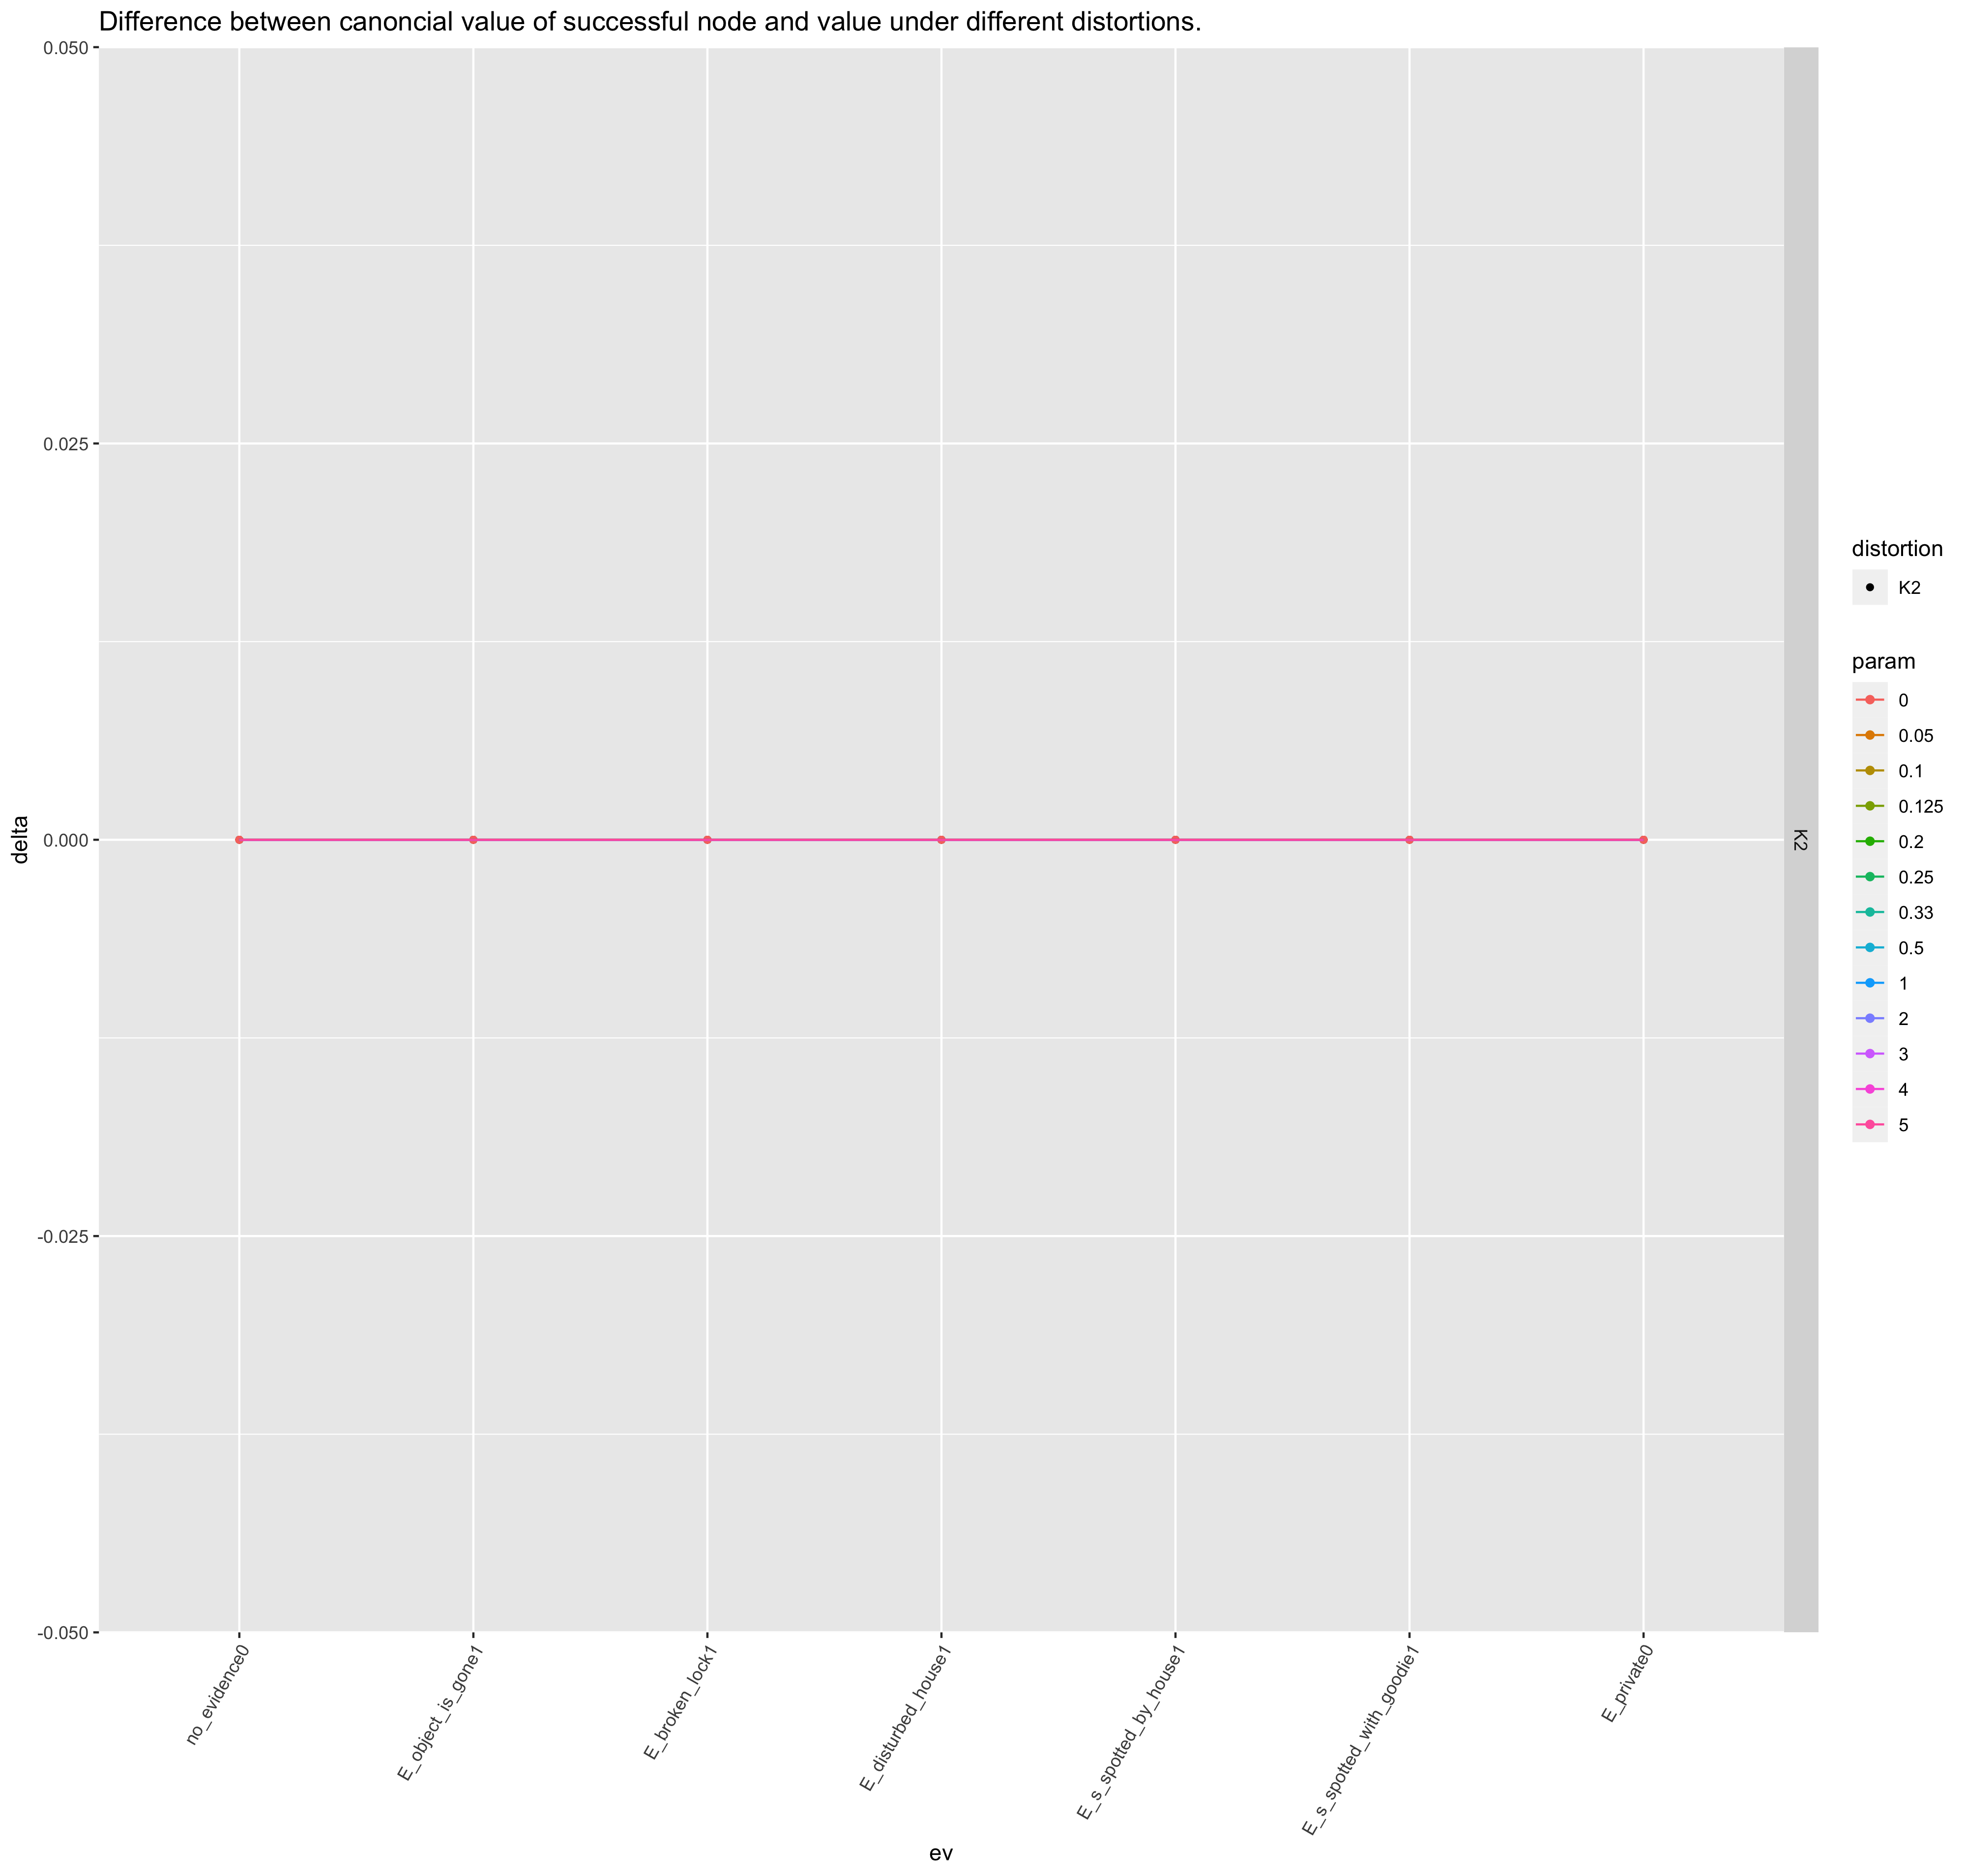 Difference between canoncial value of successful node and value under different distortions.
0.050
0.025
0.000
-0.025
-0.050
delta
K2
no_evidence0
E_object_is_gone1
E_broken_lock1
E_disturbed_house1
E_s_spotted_by_house1
E_s_spotted_with_goodie1
E_private0
ev
distortion
K2
param
0
0.05
0.1
0.125
0.2
0.25
0.33
0.5
1
2
3
4
5